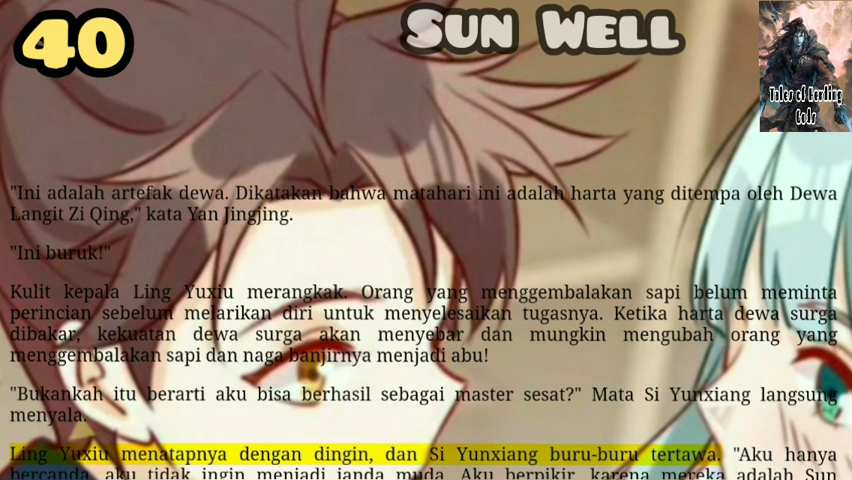 40
SUN WELL
Tales of Herding
Gods
"Ini adalah artefak dewa. Dikatakan bahwa matahari ini adalah harta yang ditempa oleh Dewa
Langit Zi Qing," kata Yan Jingjing.
"Ini buruk!"
Kulit kepala Ling Yuxiu merangkak. Orang yang menggembalakan sapi belum meminta
perincian sebelum melarikan diri untuk menyelesaikan tugasnya. Ketika harta dewa surga
dibakar, kekuatan dewa surga akan menyebar dan mungkin mengubah orang yang
menggembalakan sapi dan naga banjirnya menjadi abu!
"Bukankah itu berarti aku bisa berhasil sebagai master sesat?" Mata Si Yunxiang langsung
menyala.
Ling Yuxiu menatapnya dengan dingin, dan Si Yunxiang buru-buru tertawa. "Aku hanya
bercanda, aku tidak ingin menjadi janda muda. Aku berpikir, karena mereka adalah Sun